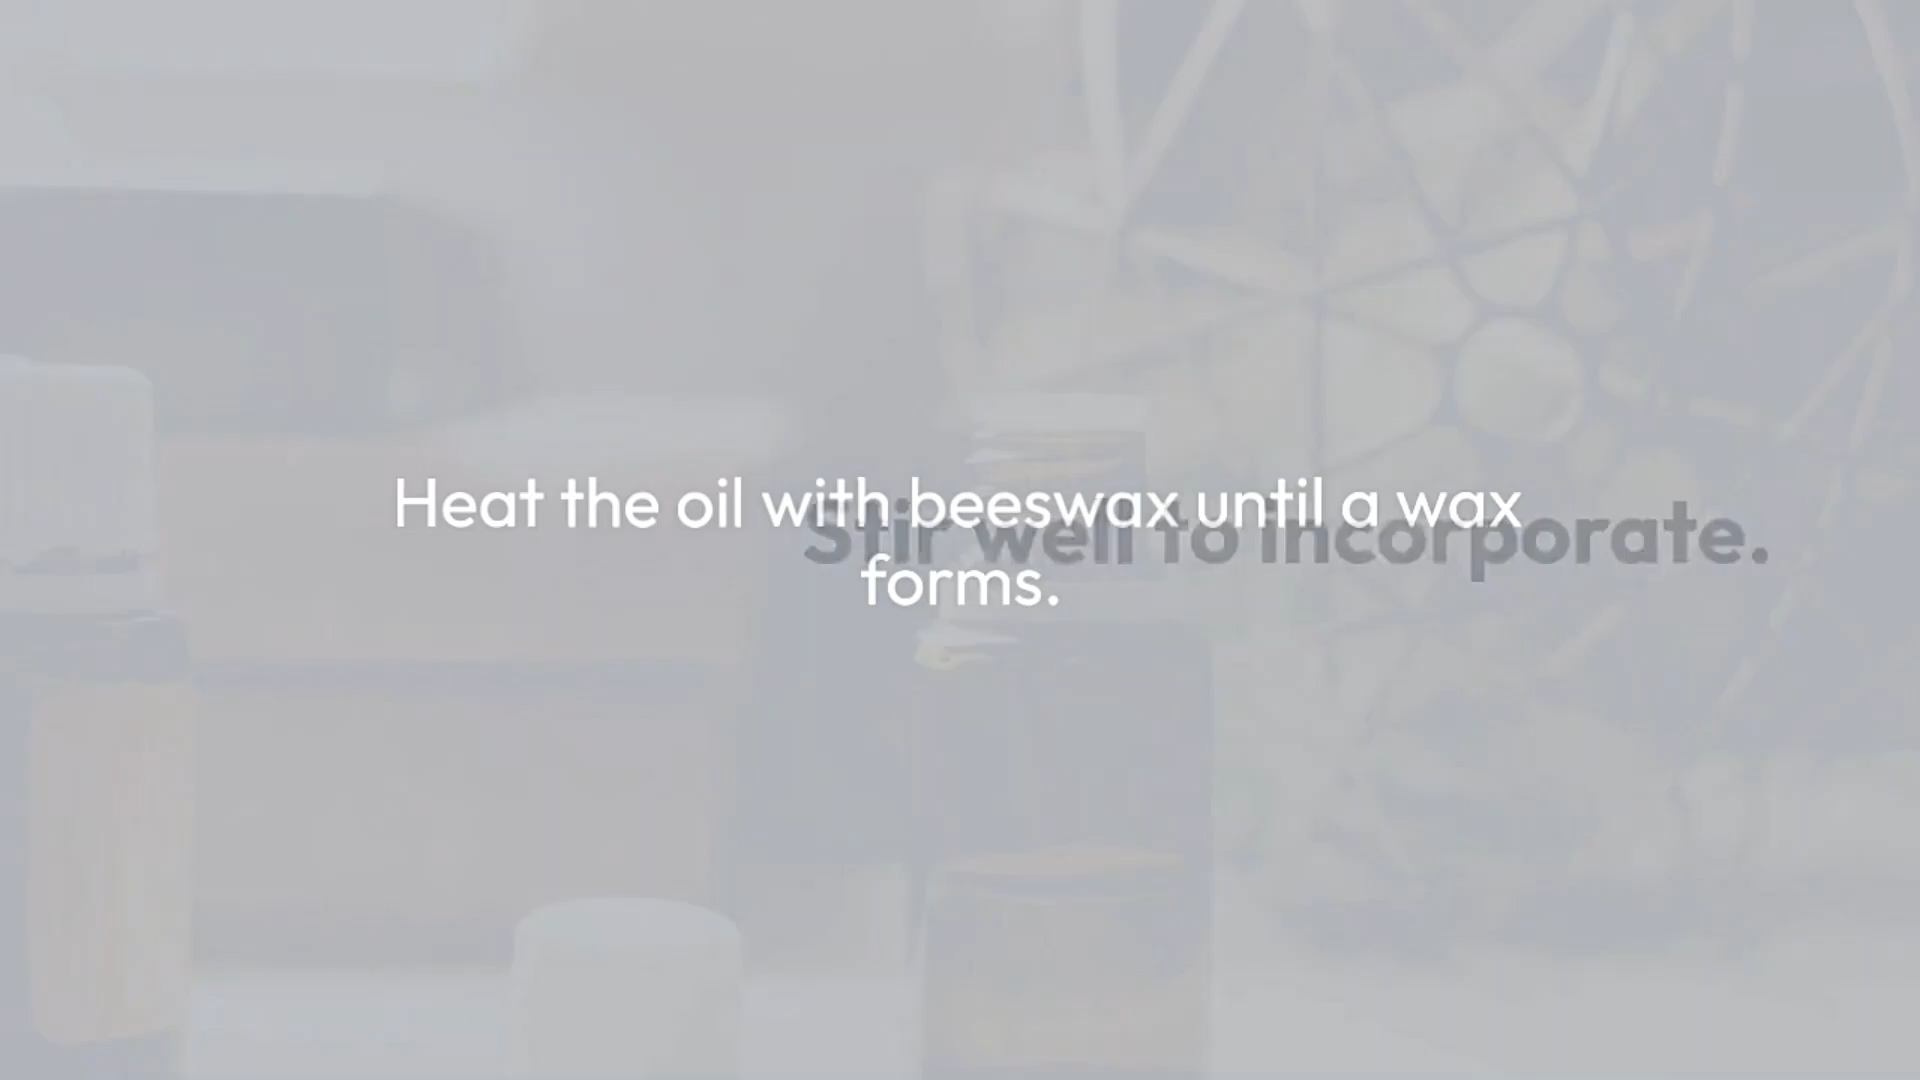 Heat the oil with beeswax until a wax
forms.
Stir well to incorporate.